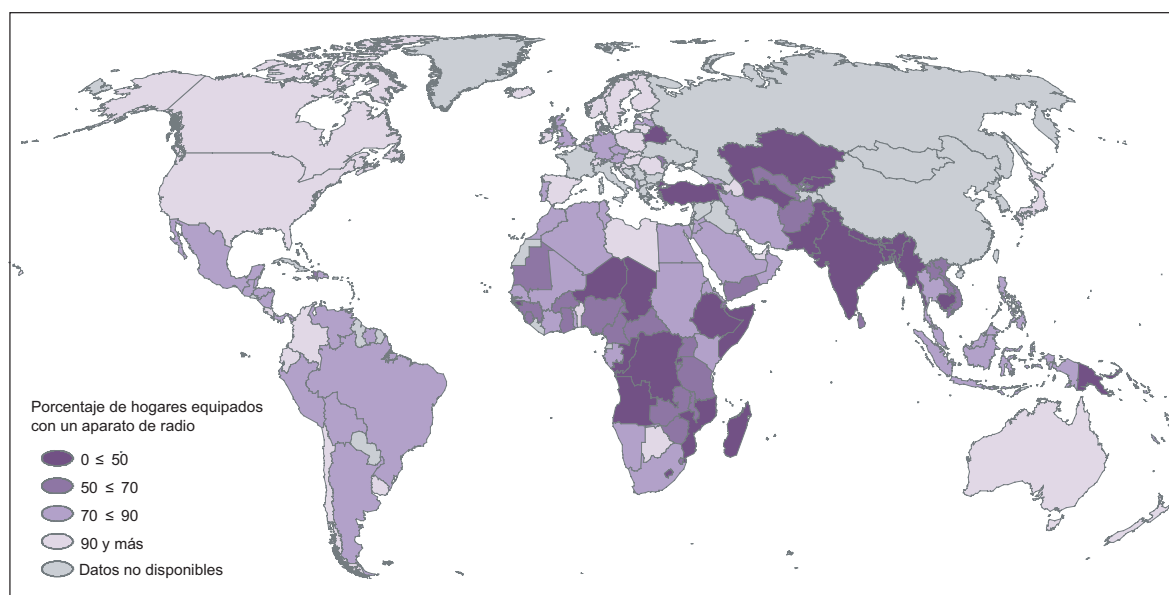 Porcentaje de hogares equipados
con un aparato de radio
0 ≤ 50
50 ≤ 70
70 ≤ 90
90 y más
Datos no disponibles